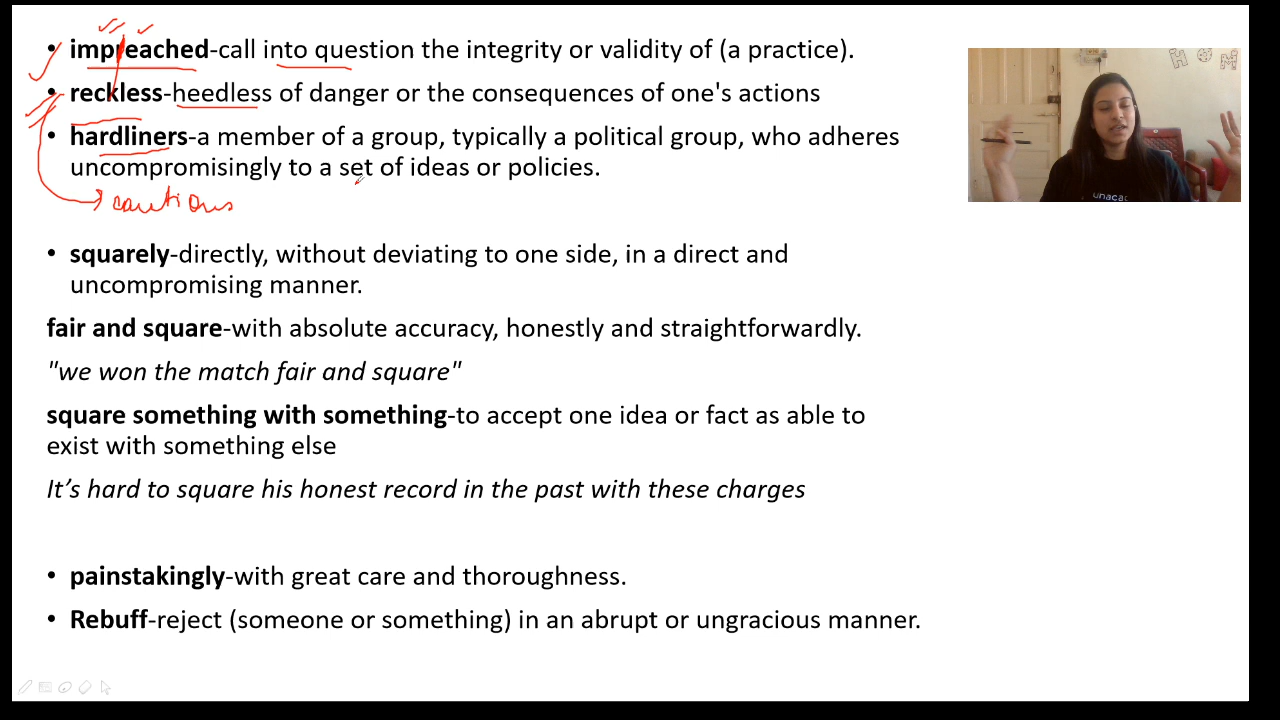 • impreached-call into question the integrity or validity of (a practice).
• reckless-heedless of danger or the consequences of one's actions
• hardliners-a member of a group, typically a political group, who adheres
uncompromisingly to a set of ideas or policies.
cautious
• squarely-directly, without deviating to one side, in a direct and
uncompromising manner.
fair and square-with absolute accuracy, honestly and straightforwardly.
"we won the match fair and square"
square something with something-to accept one idea or fact as able to
exist with something else
It’s hard to square his honest record in the past with these charges
• painstakingly-with great care and thoroughness.
• Rebuff-reject (someone or something) in an abrupt or ungracious manner.
unaca